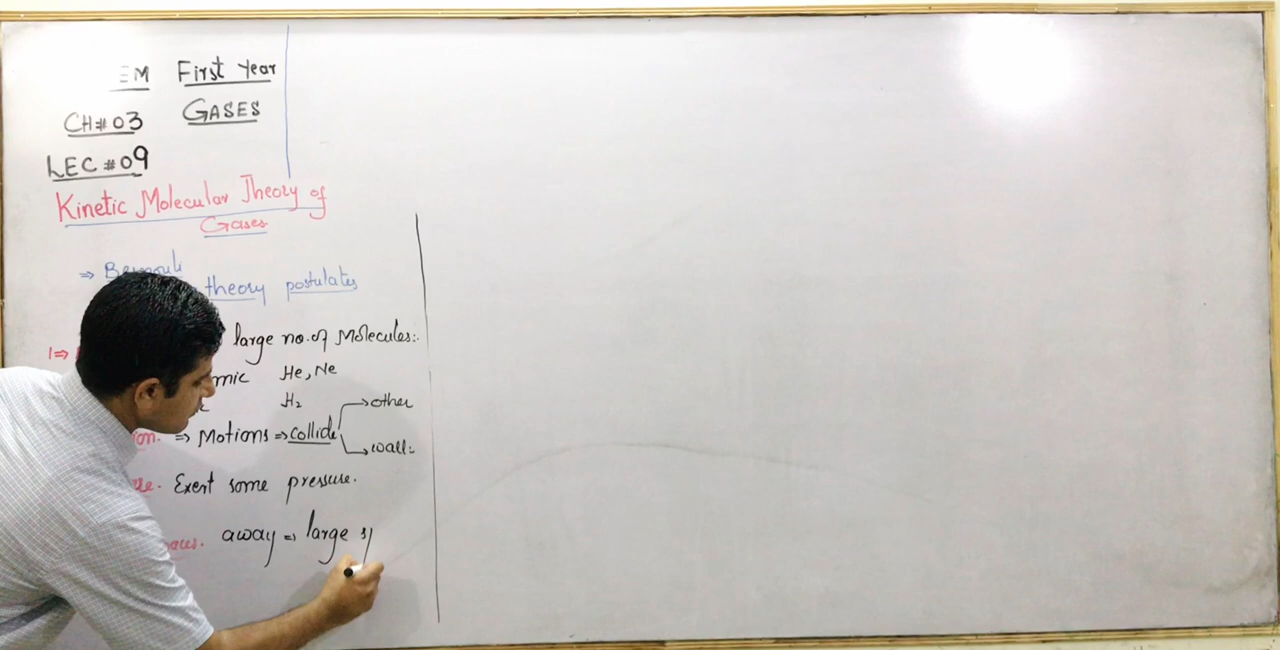 EM First Year
CH#03 GASES
LEC #09
Kinetic Molecular Theory of
Gases
⇒
theory postulates
1⇒ large no. of Molecules:.
mic He, Ne
H₂ → other
ion. ⇒ Motions ⇒ collide
→ wall:
Exert some pressure.
away ⇒ large